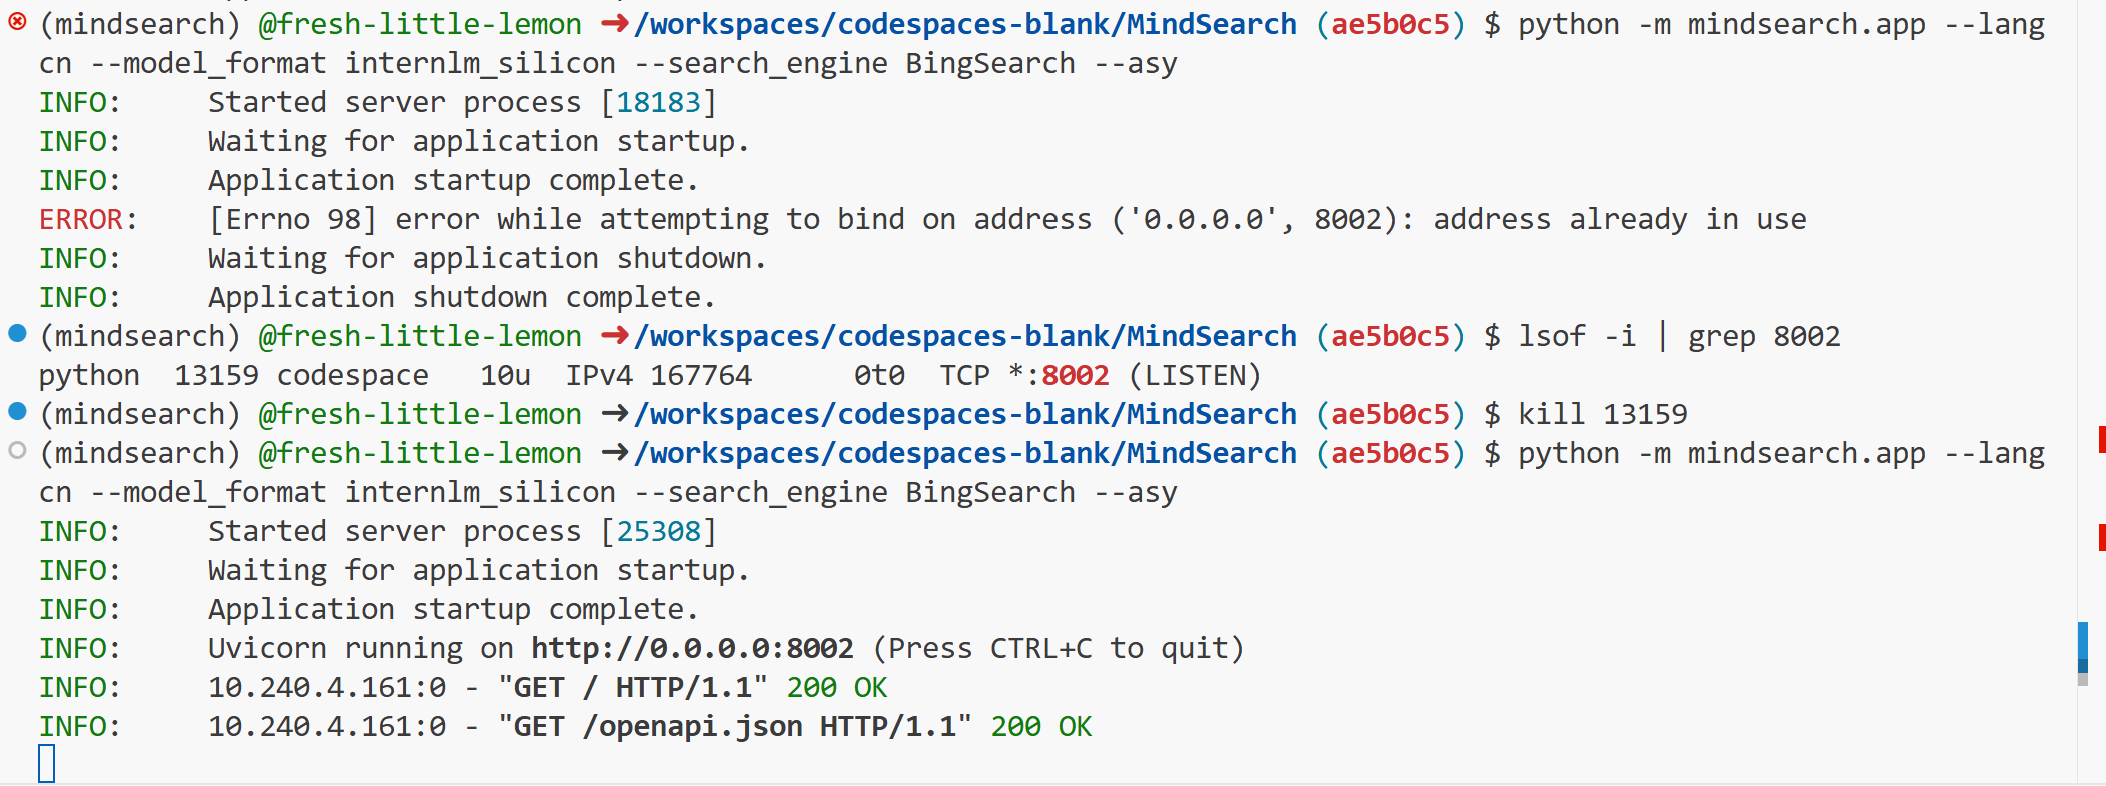 (mindsearch) @fresh-little-lemon ➜/workspaces/codespaces-blank/MindSearch (ae5b0c5) $ python -m mindsearch.app --lang
cn --model_format internlm_silicon --search_engine BingSearch --asy
INFO:     Started server process [18183]
INFO:     Waiting for application startup.
INFO:     Application startup complete.
ERROR:    [Errno 98] error while attempting to bind on address ('0.0.0.0', 8002): address already in use
INFO:     Waiting for application shutdown.
INFO:     Application shutdown complete.
(mindsearch) @fresh-little-lemon ➜/workspaces/codespaces-blank/MindSearch (ae5b0c5) $ lsof -i | grep 8002
python  13159 codespace   10u  IPv4 167764      0t0  TCP *:8002 (LISTEN)
(mindsearch) @fresh-little-lemon ➜/workspaces/codespaces-blank/MindSearch (ae5b0c5) $ kill 13159
(mindsearch) @fresh-little-lemon ➜/workspaces/codespaces-blank/MindSearch (ae5b0c5) $ python -m mindsearch.app --lang
cn --model_format internlm_silicon --search_engine BingSearch --asy
INFO:     Started server process [25308]
INFO:     Waiting for application startup.
INFO:     Application startup complete.
INFO:     Uvicorn running on http://0.0.0.0:8002 (Press CTRL+C to quit)
INFO:     10.240.4.161:0 - "GET / HTTP/1.1" 200 OK
INFO:     10.240.4.161:0 - "GET /openapi.json HTTP/1.1" 200 OK